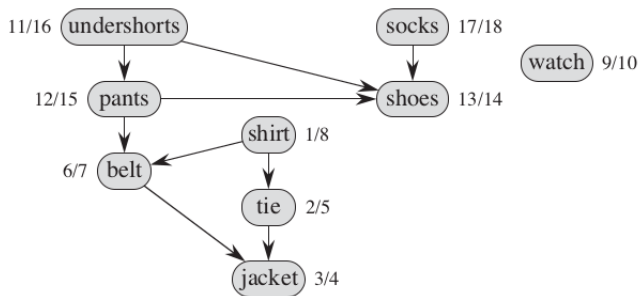 11/16 undershorts socks 17/18
watch 9/10
12/15 pants shoes 13/14
shirt 1/8
6/7 belt
tie 2/5
jacket 3/4